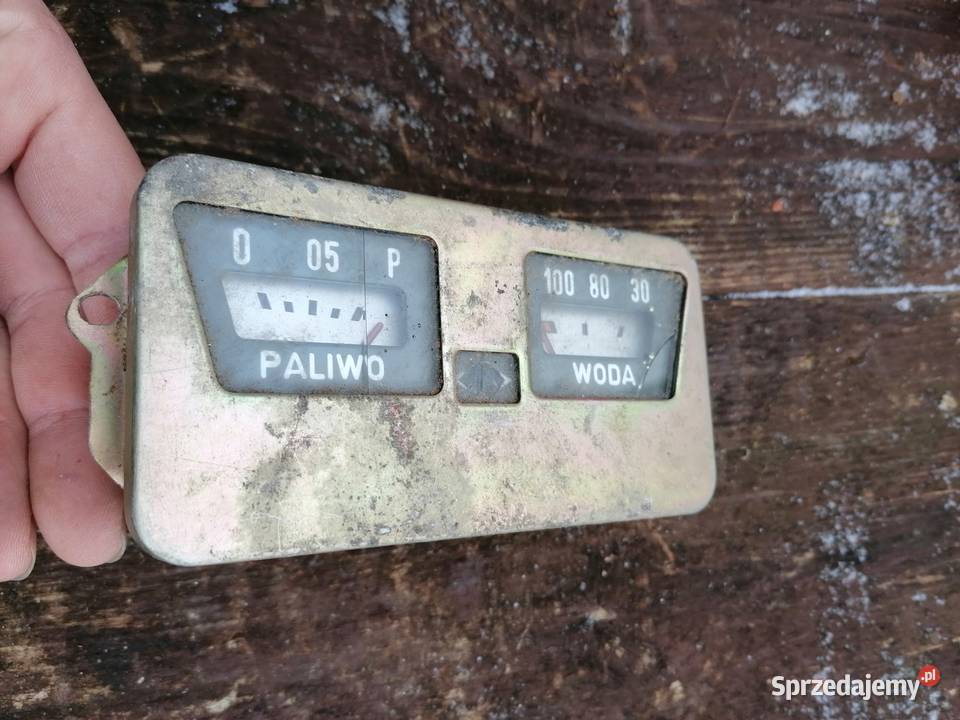 0 05 P
PALIWO
100 80 30
WODA
Sprzedajemy.pl